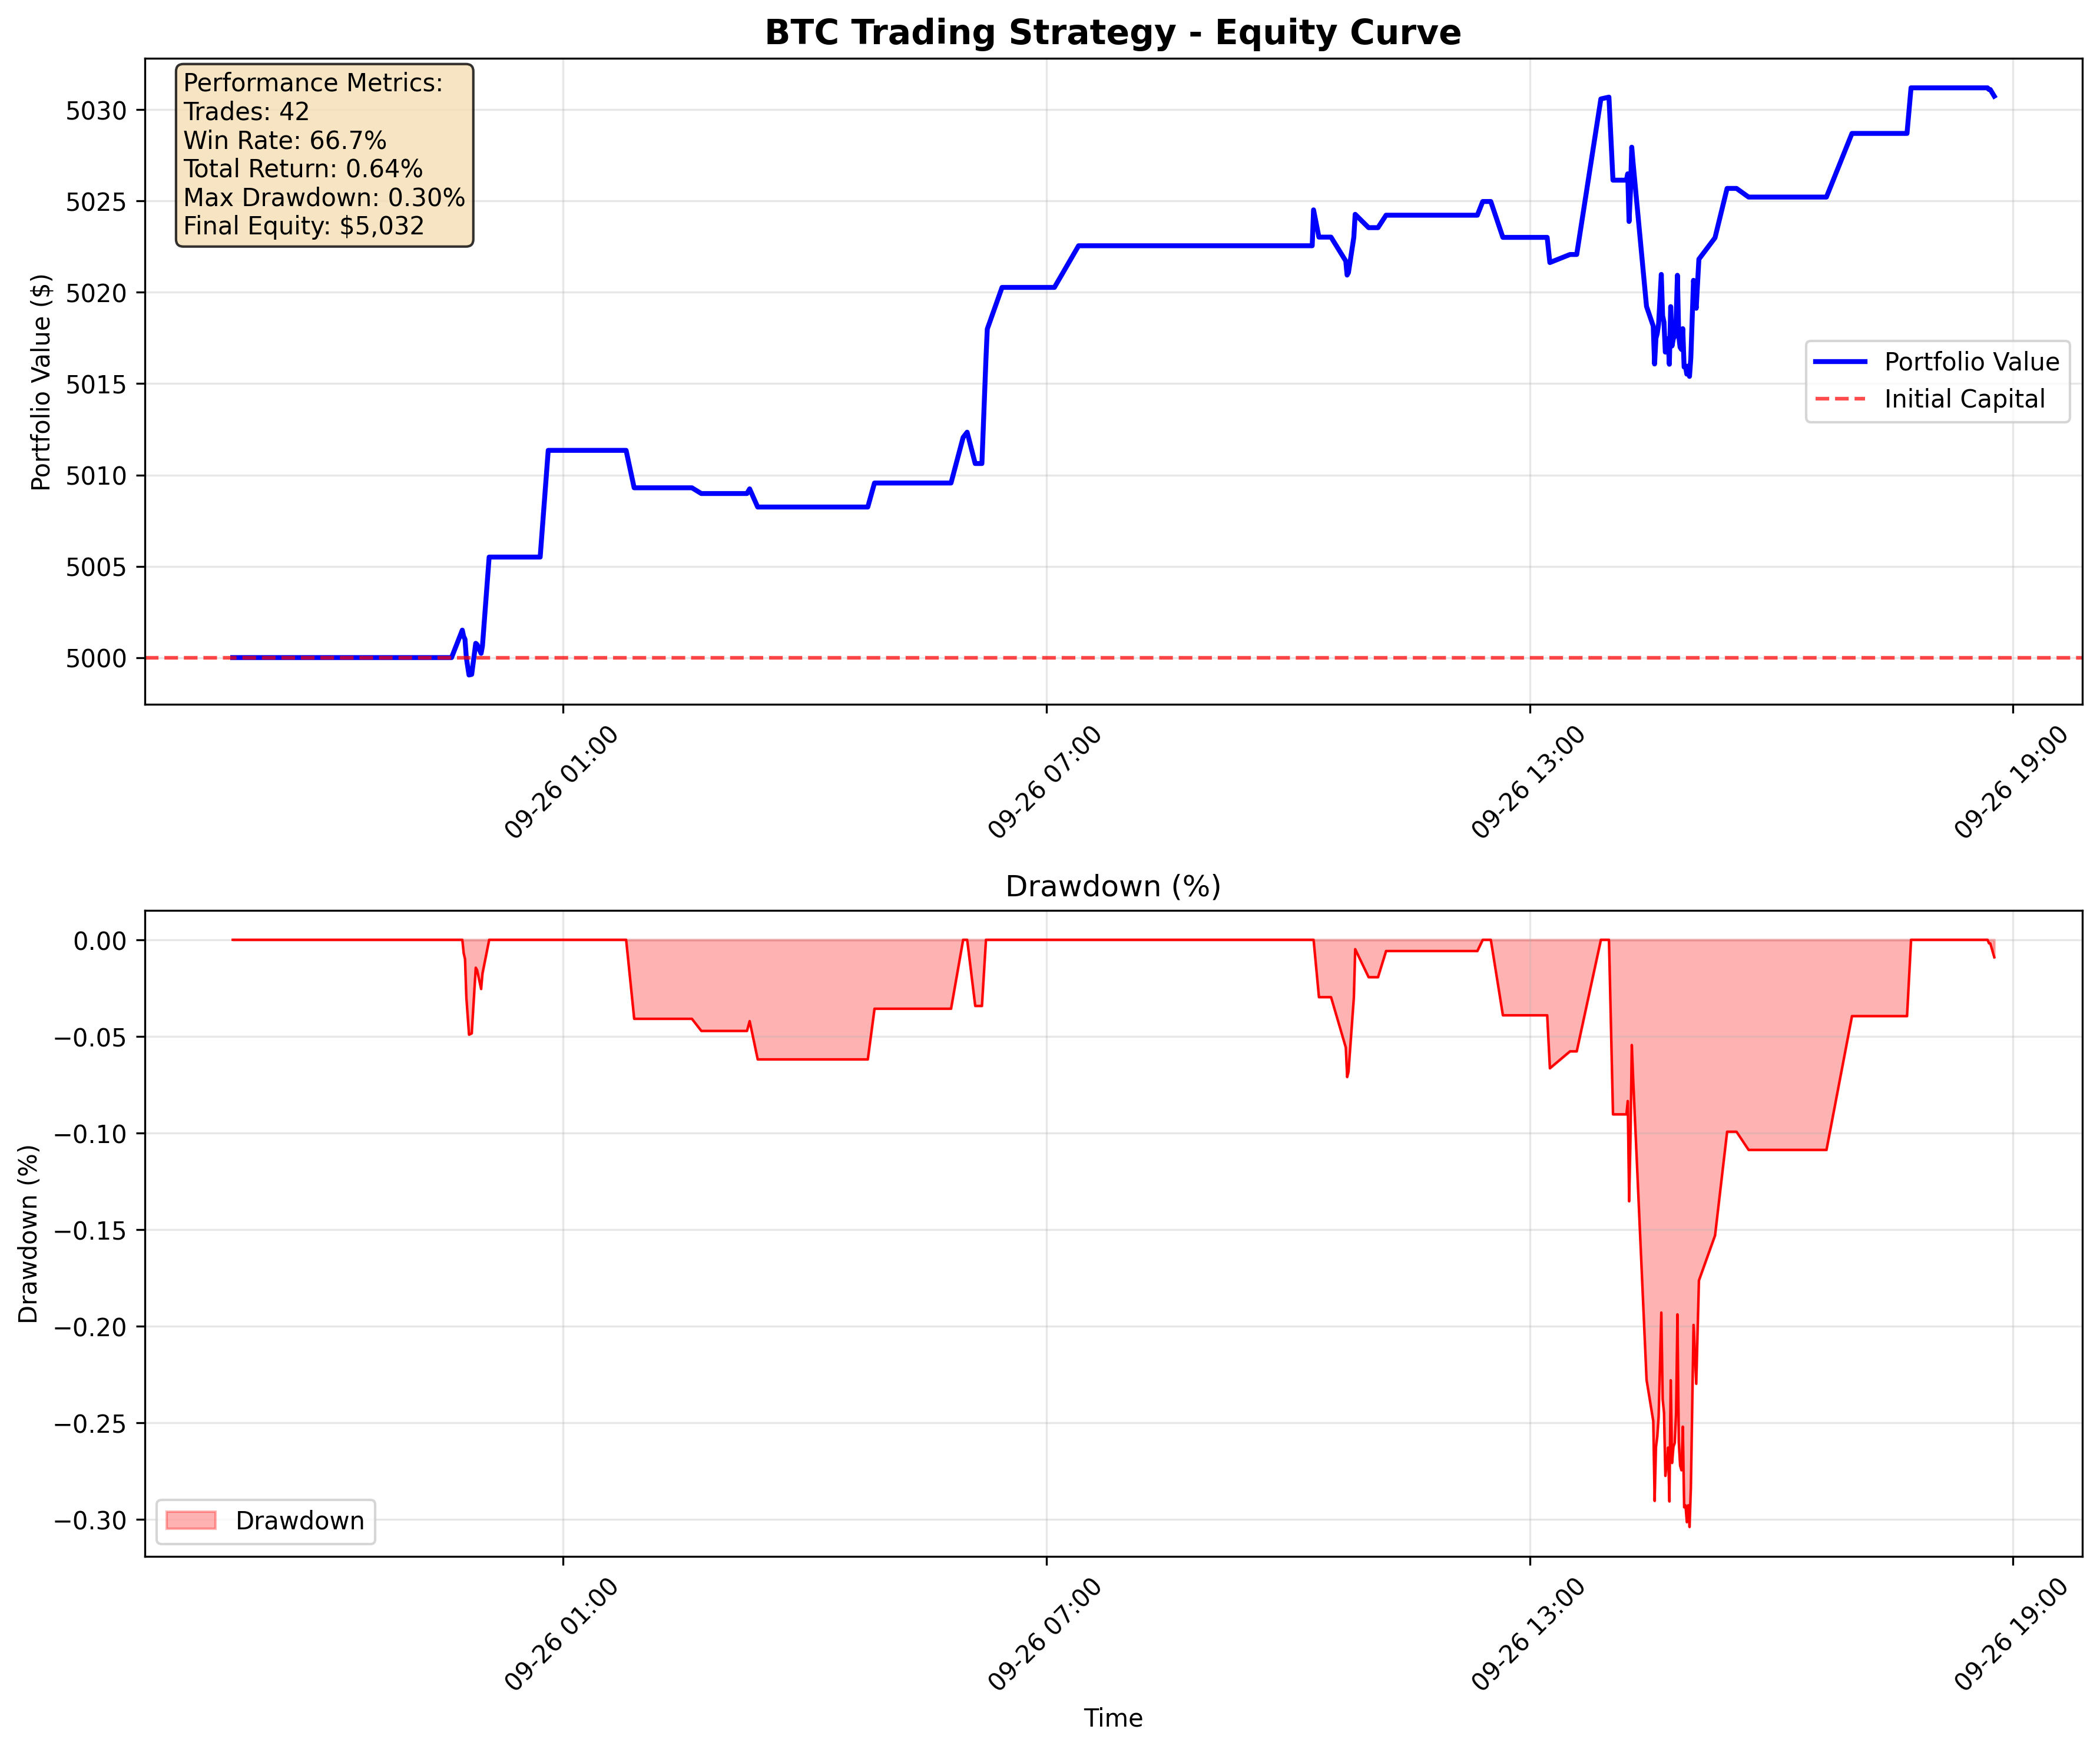 BTC Trading Strategy - Equity Curve
Performance Metrics:
Trades: 42
Win Rate: 66.7%
Total Return: 0.64%
Max Drawdown: 0.30%
Final Equity: $5,032
Portfolio Value ($)
5030
5025
5020
5015
5010
5005
5000
Portfolio Value
Initial Capital
09-26 01:00
09-26 07:00
09-26 13:00
09-26 19:00
Drawdown (%)
Drawdown (%)
0.00
−0.05
−0.10
−0.15
−0.20
−0.25
−0.30
Drawdown
09-26 01:00
09-26 07:00
09-26 13:00
09-26 19:00
Time